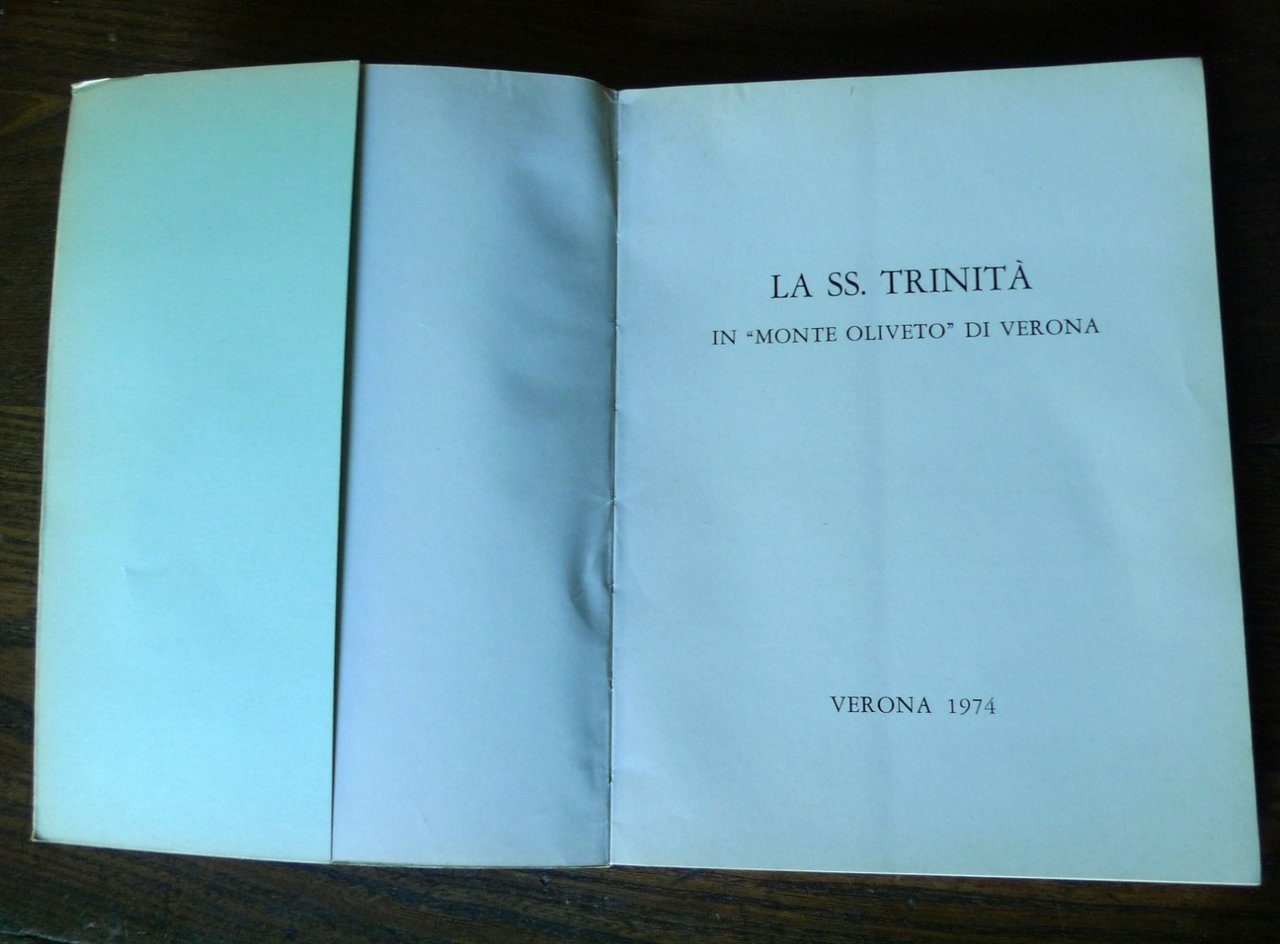 LA SS. TRINITÀ
IN “MONTE OLIVETO” DI VERONA
VERONA 1974